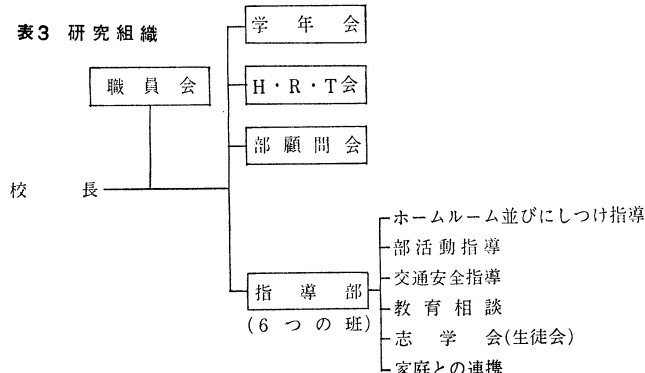 表3 研究組織
学年会
職員会
H・R・T会
部顧問会
校長
ホームルーム並びにしつけ指導
部活動指導
交通安全指導
指導部
(6つの班)
教育相談
志学会(生徒会)
家庭との連携